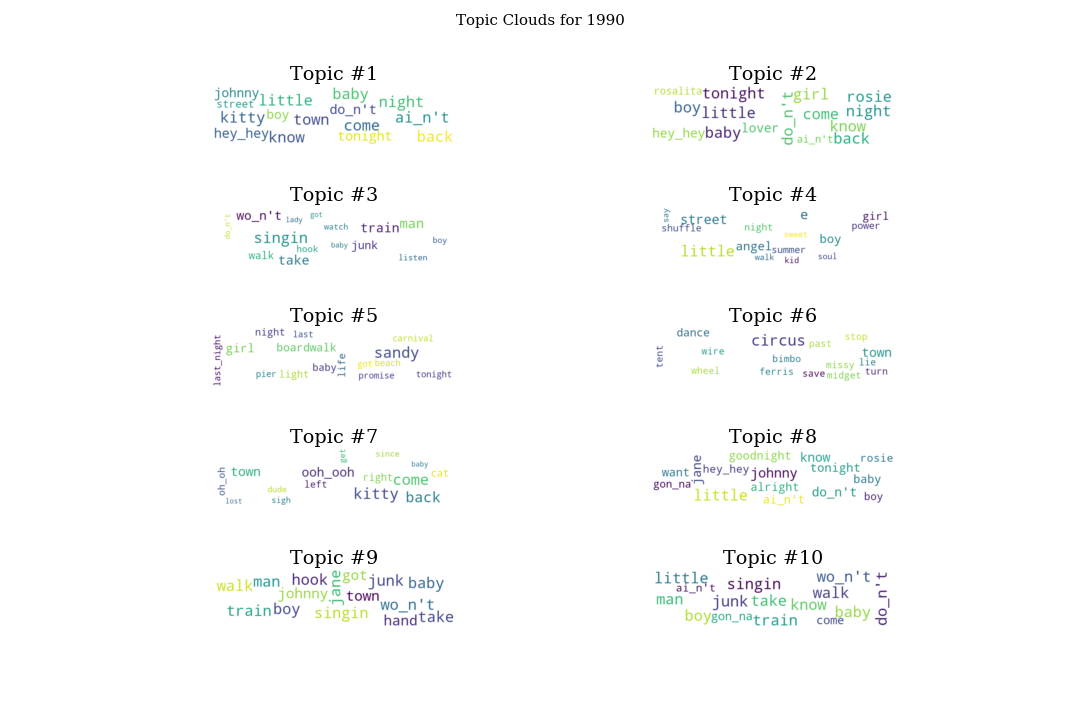 Topic Clouds for 1990
Topic #1
johnny baby
street little night
do_n't
kitty boy town come ai_n't
hey_hey know tonight back
Topic #2
rosalita tonight girl rosie
boy little do_n't come night
hey_hey baby lover know
ai_n't back
Topic #3
do_n't wo_n't lady got
watch train man
singin hook baby junk boy
walk take listen
Topic #4
say street e girl
shuffle night sweet power
little angel summer boy
walk kid soul
Topic #5
night last carnival
last_night girl boardwalk sandy
life got beach
pier light baby promise tonight
Topic #6
dance circus past stop
tent wire bimbo town
wheel ferris save missy lie
midget turn
Topic #7
get since baby
oh_oh town ooh_ooh right come cat
lost dude left
sigh kitty back
Topic #8
goodnight know rosie
want jane hey_hey johnny tonight
gon_na alright baby
little ai_n't do_n't boy
Topic #9
walk man hook jane got junk baby
johnny town
train boy singin wo_n't
hand take
Topic #10
little ai_n't singin wo_n't do_n't
man junk take know walk
boy gon_na train come baby